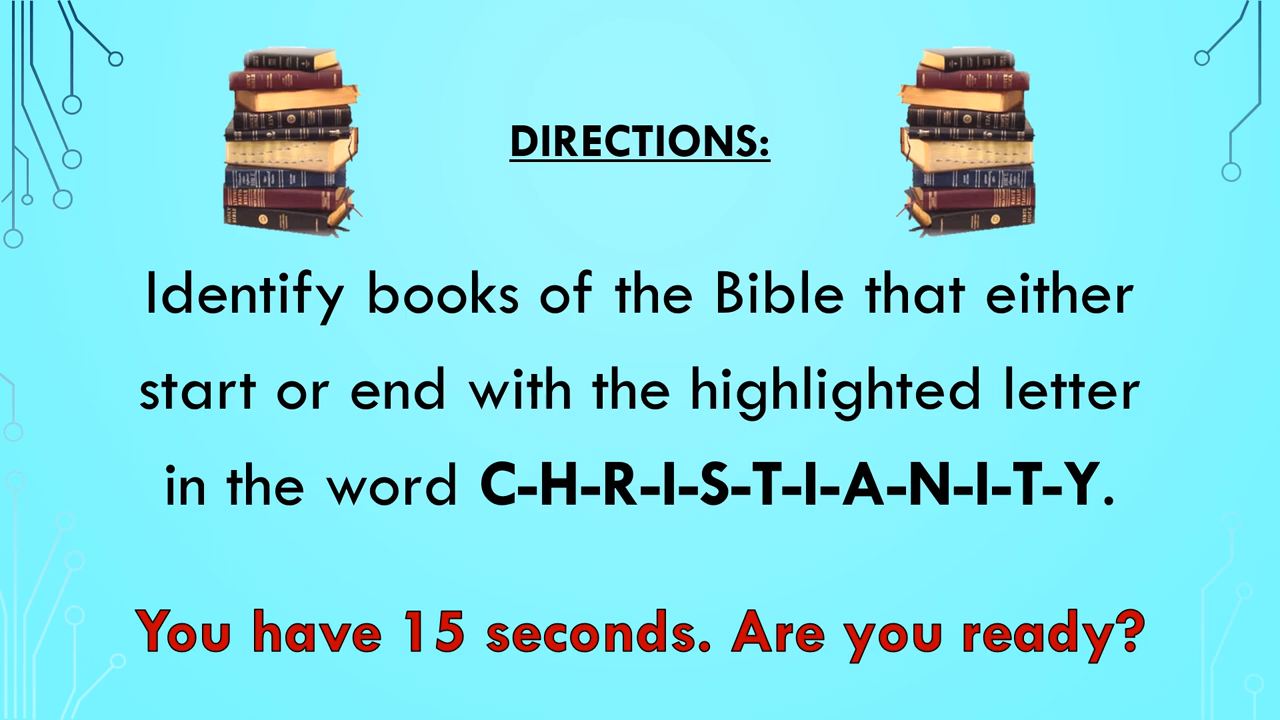 DIRECTIONS:
Identify books of the Bible that either
start or end with the highlighted letter
in the word C-H-R-I-S-T-I-A-N-I-T-Y.
You have 15 seconds. Are you ready?